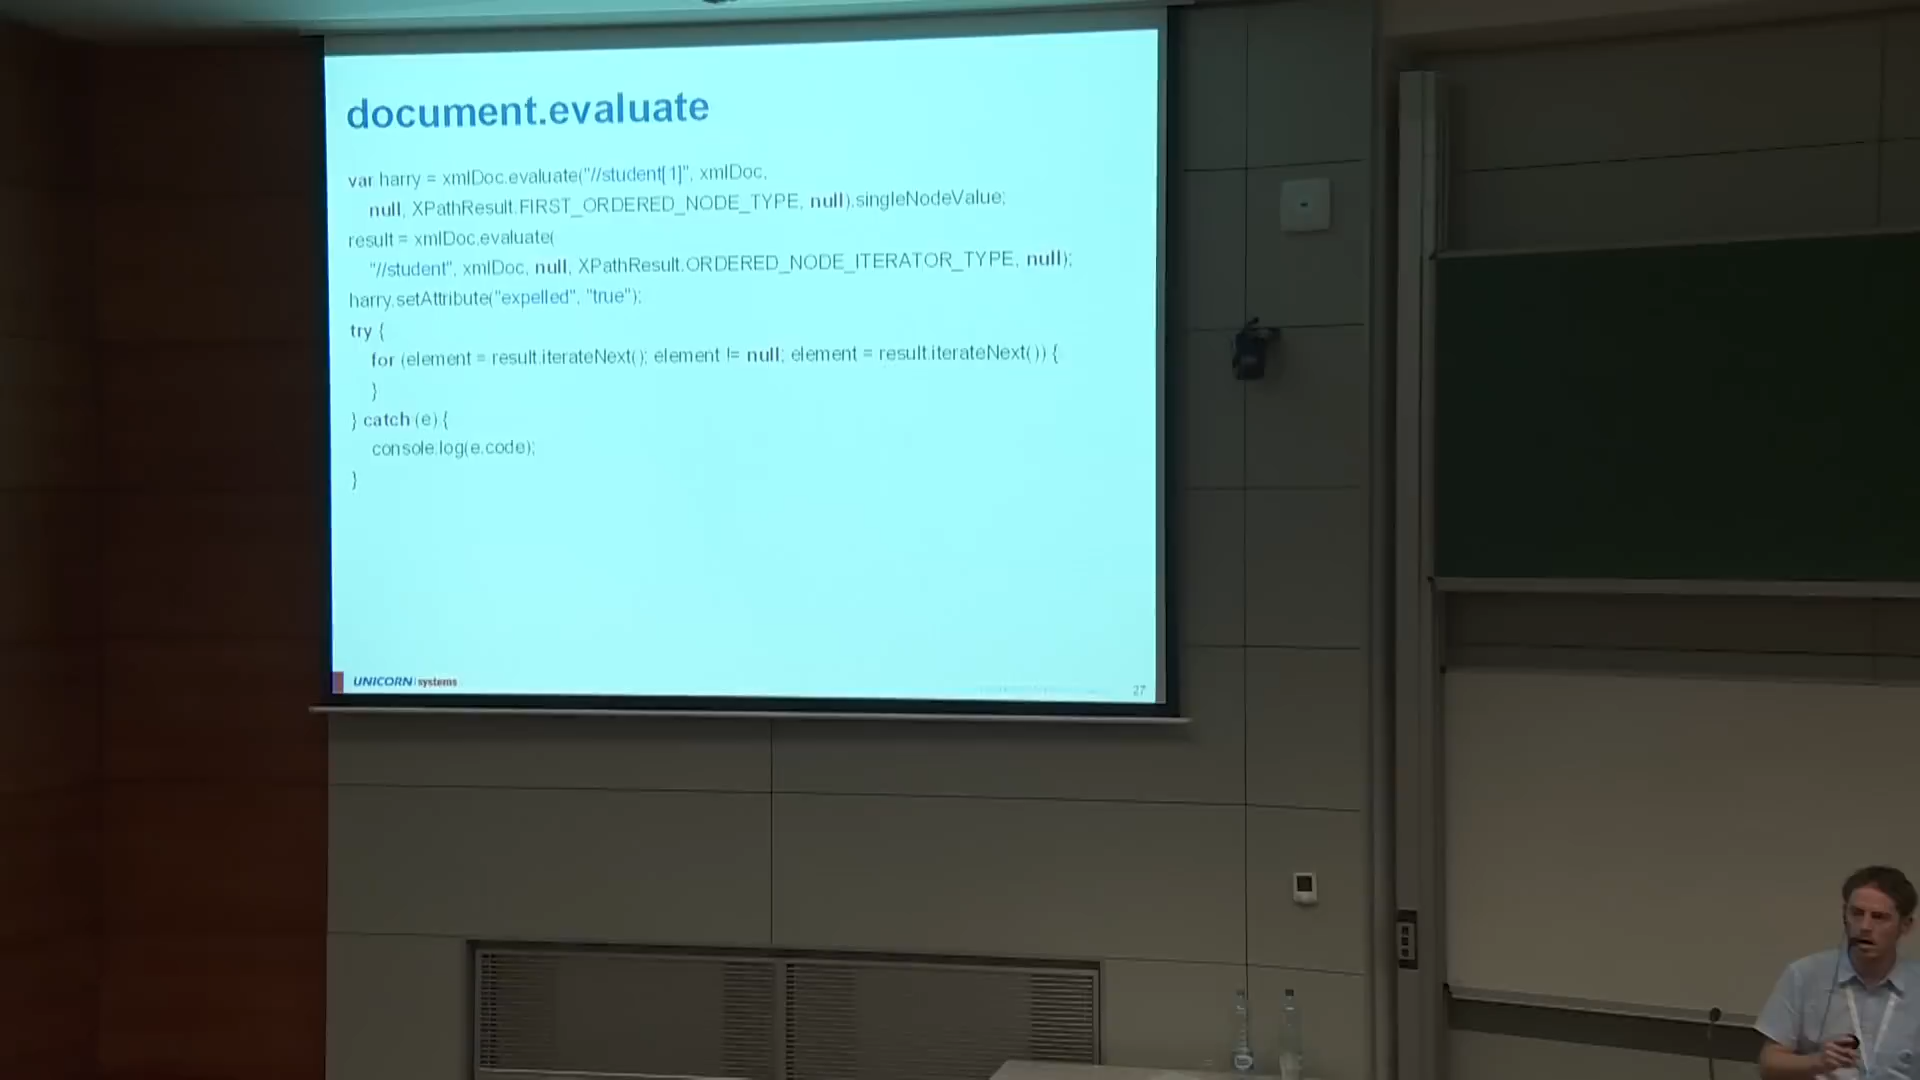 document.evaluate
var harry = xmlDoc.evaluate("//student[1]", xmlDoc,
null, XPathResult.FIRST_ORDERED_NODE_TYPE, null).singleNodeValue;
result = xmlDoc.evaluate(
"//student", xmlDoc, null, XPathResult.ORDERED_NODE_ITERATOR_TYPE, null);
harry.setAttribute("expelled", "true");
try {
for (element = result.iterateNext(); element != null; element = result.iterateNext()) {
}
} catch (e) {
console.log(e.code);
}
UNICORN systems
27